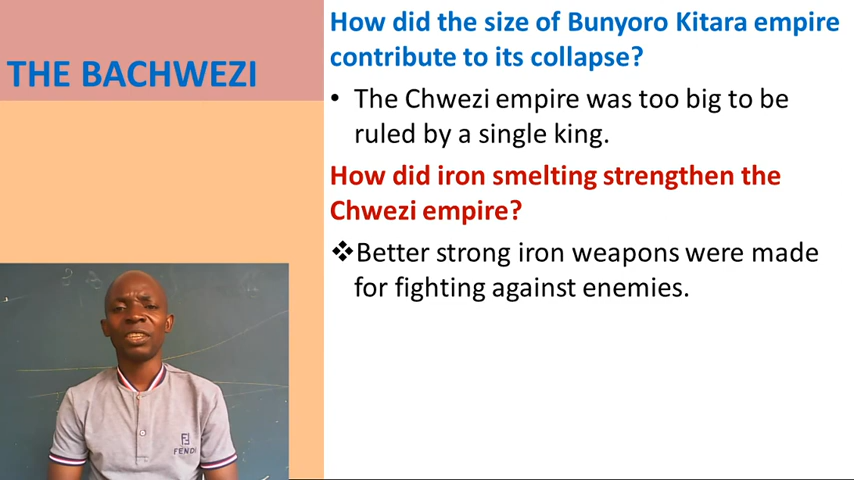 THE BACHWEZI
How did the size of Bunyoro Kitara empire
contribute to its collapse?
• The Chwezi empire was too big to be
ruled by a single king.
How did iron smelting strengthen the
Chwezi empire?
❖Better strong iron weapons were made
for fighting against enemies.
FENDI